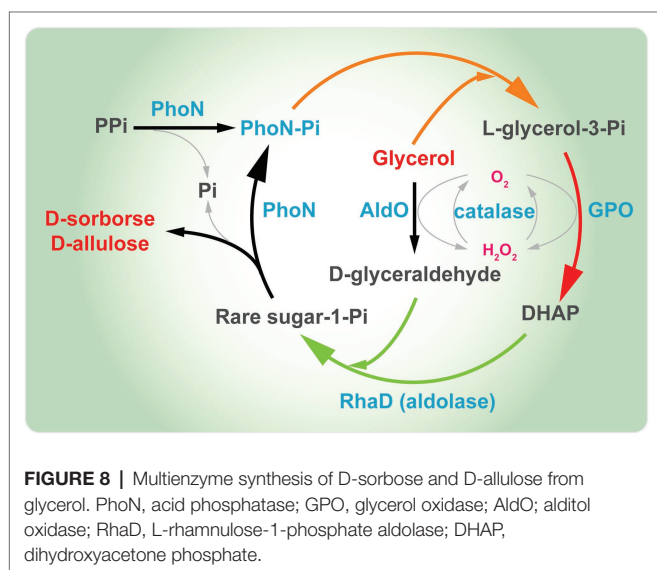 PhoN
PPi
PhoN-Pi
L-glycerol-3-Pi
Glycerol
O₂
Pi
PhoN
AldO
catalase
GPO
D-sorborse
D-allulose
H₂O₂
D-glyceraldehyde
Rare sugar-1-Pi
DHAP
RhaD (aldolase)
FIGURE 8 | Multienzyme synthesis of D-sorbose and D-allulose from
glycerol. PhoN, acid phosphatase; GPO, glycerol oxidase; AldO; alditol
oxidase; RhaD, L-rhamnulose-1-phosphate aldolase; DHAP,
dihydroxyacetone phosphate.